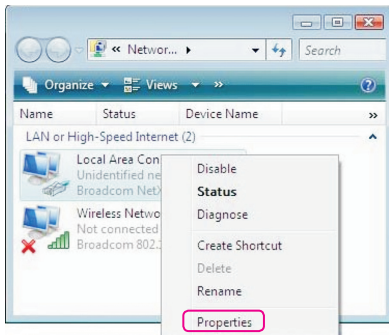 « Networ...
Search
Organize
Views
»
Name Status Device Name »
LAN or High-Speed Internet (2)
Local Area Con
Unidentified ne
Broadcom Net
Wireless Netwo
Not connected
Broadcom 802.
Disable
Status
Diagnose
Create Shortcut
Delete
Rename
Properties